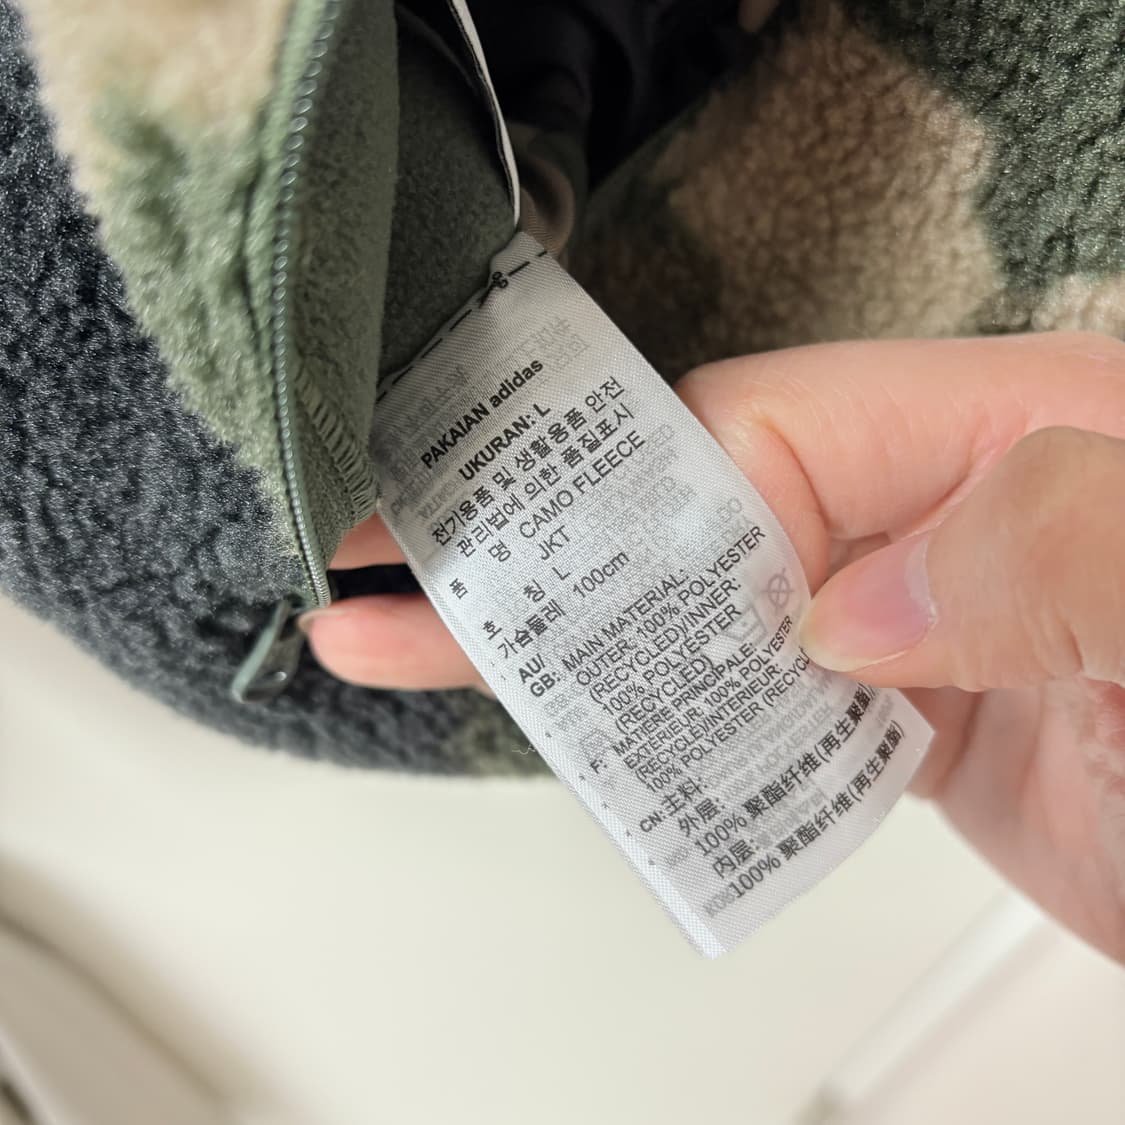 PAKAIAN adidas
UKURAN: L
전기용품 및 생활용품 안전
관리법에 의한 품질표시
품 명 CAMO FLEECE
JKT
호 칭 L
가슴둘레 100cm
AU/
GB: MAIN MATERIAL:
OUTER: 100% POLYESTER
(RECYCLED)/INNER:
100% POLYESTER
(RECYCLED)
F: MATIÈRE PRINCIPALE:
EXTERIEUR, 100% POLYESTER
(RECYCLÉ)/INTERIEUR:
100% POLYESTER
CN: 主料:
外层:
100% 聚酯纤维(再生聚酯)
内层:
100% 聚酯纤维(再生聚酯)